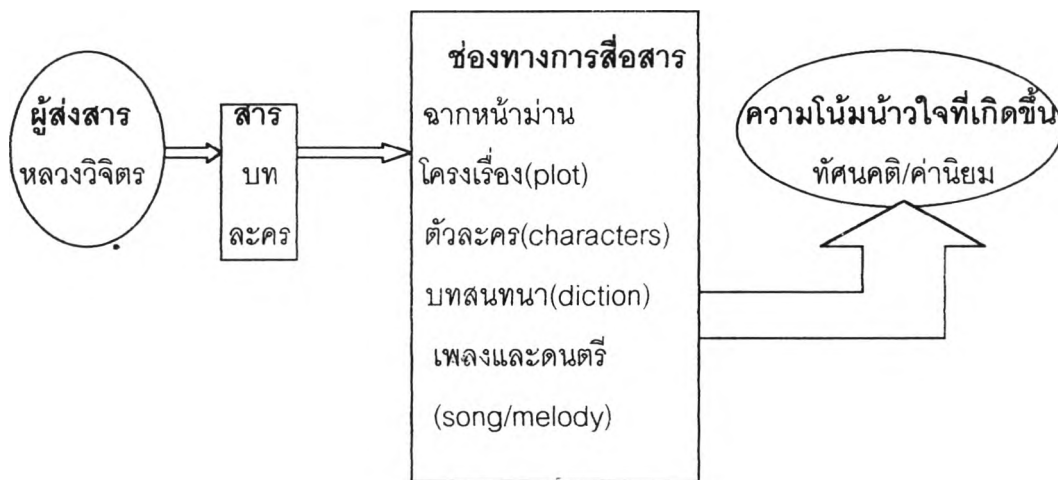 ผู้ส่งสาร
หลวงวิจิตร
สาร
บท
ละคร
ช่องทางการสื่อสาร
ฉากหน้าม่าน
โครงเรื่อง(plot)
ตัวละคร(characters)
บทสนทนา(diction)
เพลงและดนตรี
(song/melody)
ความโน้มน้าวใจที่เกิดขึ้น
ทัศนคติ/ค่านิยม